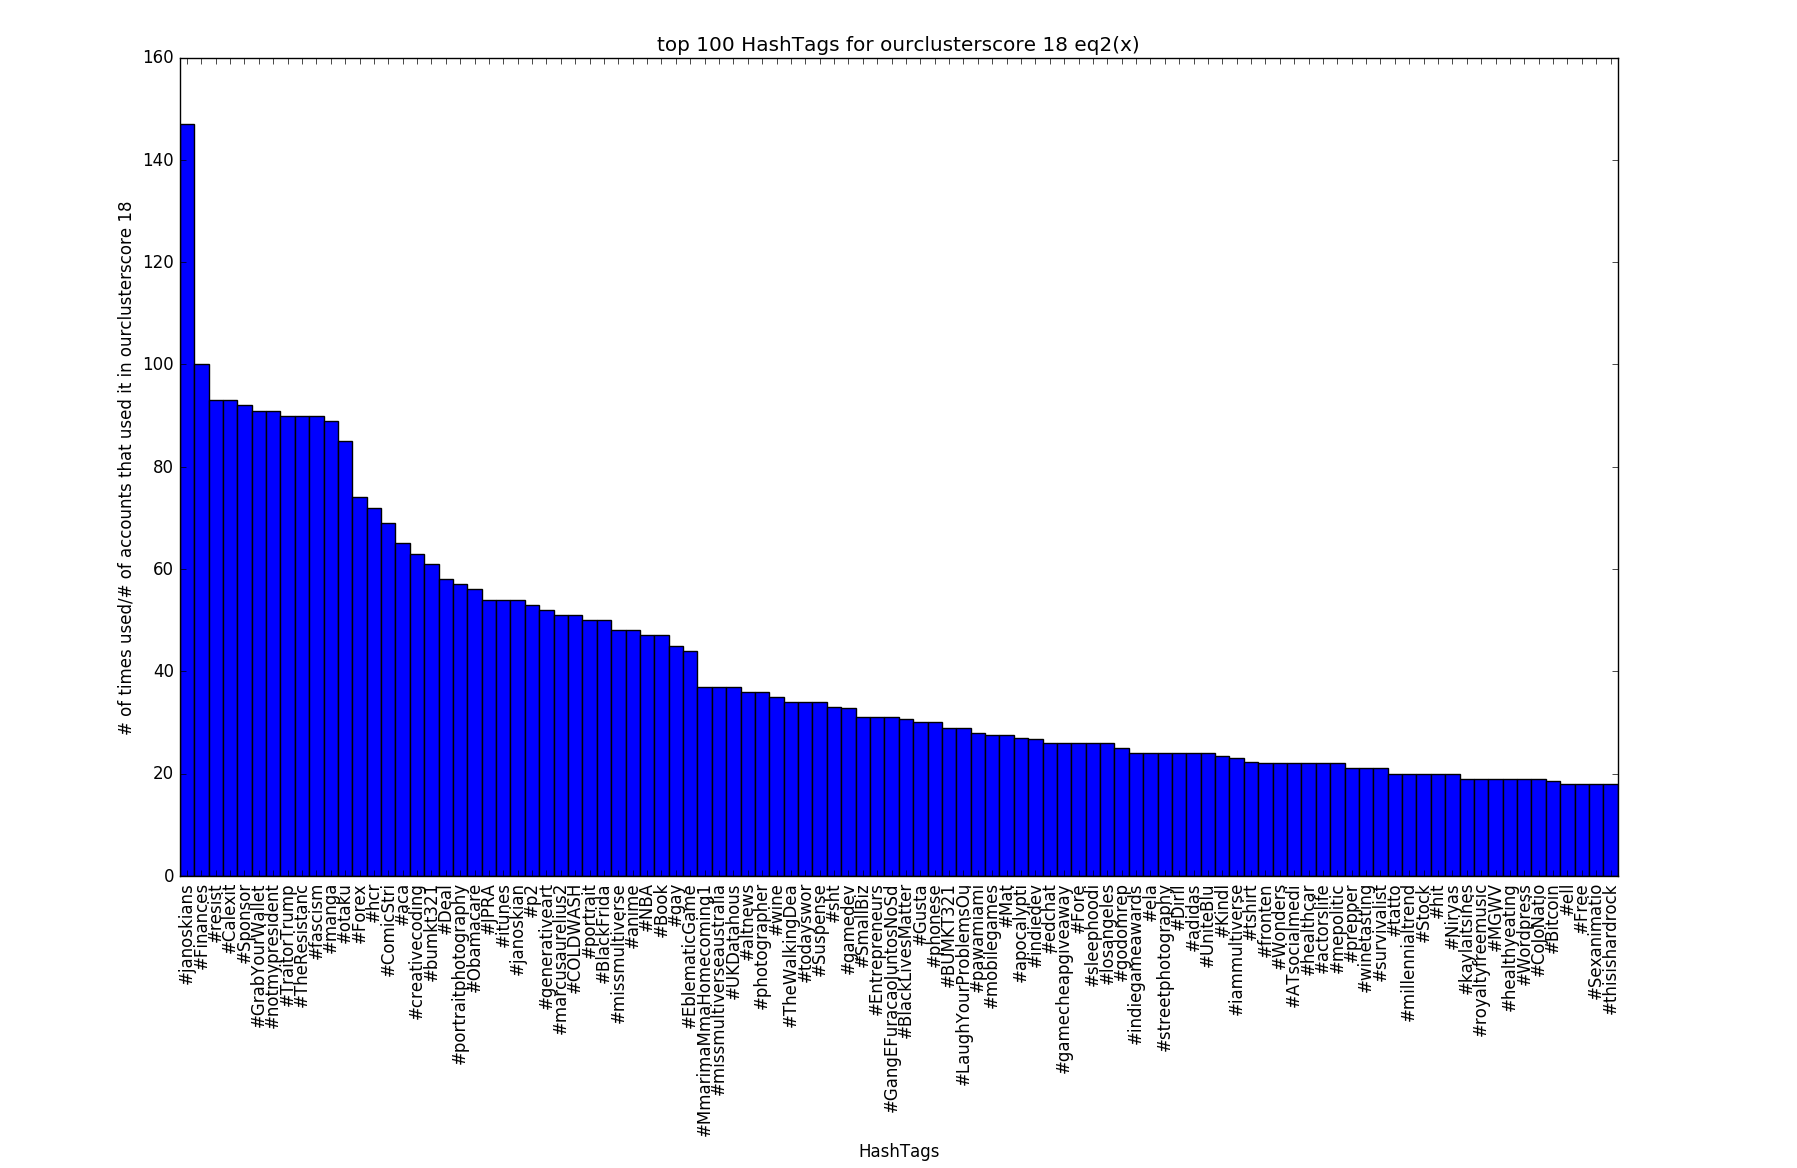 top 100 HashTags for ourclusterscore 18 eq2(x)
# of times used/# of accounts that used it in ourclusterscore 18
160
140
120
100
80
60
40
20
0
#janoskians
#Finances
#resist
#Calexit
#Sponsor
#GrabYourWallet
#notmypresident
#TraitorTrump
#TheResistanc
#fascism
#manga
#otaku
#Forex
#hcr
#ComicStri
#aca
#creativecoding
#bumkt321
#Deal
#portraitphotography
#Obamacare
#JPRA
#itunes
#janoskian
#p2
#generativeart
#marcusaurelius2
#COLDWASH
#portrait
#BlackFrida
#missmultiverse
#anime
#NBA
#Book
#gay
#EblematicGame
#MmarimaMmaHomecoming1
#missmultiverseaustralia
#UKDatahous
#altnews
#photographer
#wine
#TheWalkingDea
#todayswor
#Suspense
#sht
#gamedev
#SmallBiz
#Entrepreneurs
#GangEFuracaoJuntosNoSd
#BlackLivesMatter
#Gusta
#phonese
#BUMKT321
#LaughYourProblemsOu
#pawamiami
#mobilegames
#Mat
#apocalypti
#indiedev
#edchat
#gamecheapgiveaway
#Fore
#sleephoodi
#losangeles
#godomrep
#indiegameawards
#ela
#streetphotography
#Diril
#adidas
#UniteBlu
#Kindl
#iammultiverse
#tshirt
#fronten
#Wonders
#ATsocialmedi
#healthcar
#actorslife
#mepolitic
#prepper
#winetasting
#survivalist
#tatto
#millennialtrend
#Stock
#hit
#Niryas
#kaylaitsines
#royaltyfreemusic
#MGWV
#healthyeating
#Wordpress
#ColoNatio
#Bitcoin
#ell
#Free
#Sexanimatio
#thisishardrock
HashTags